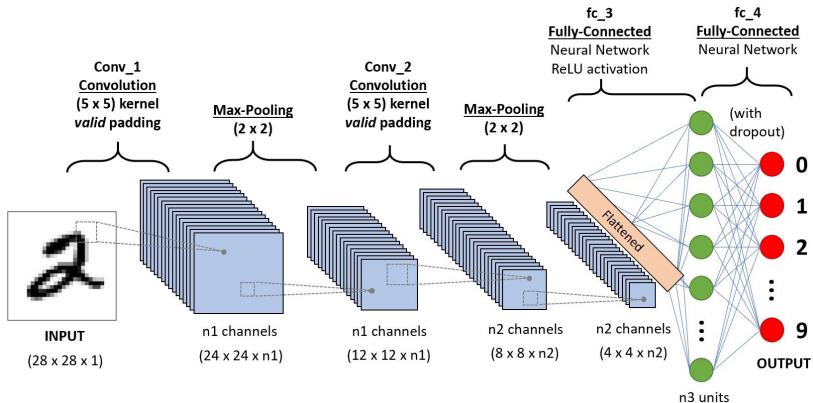 Conv_1
Convolution
(5 x 5) kernel
valid padding
Max-Pooling
(2 x 2)
Conv_2
Convolution
(5 x 5) kernel
valid padding
Max-Pooling
(2 x 2)
fc_3
Fully-Connected
Neural Network
ReLU activation
fc_4
Fully-Connected
Neural Network
(with
dropout)
2
INPUT
(28 x 28 x 1)
n1 channels
(24 x 24 x n1)
n1 channels
(12 x 12 x n1)
n2 channels
(8 x 8 x n2)
n2 channels
(4 x 4 x n2)
Flattened
n3 units
0
1
2
9
OUTPUT